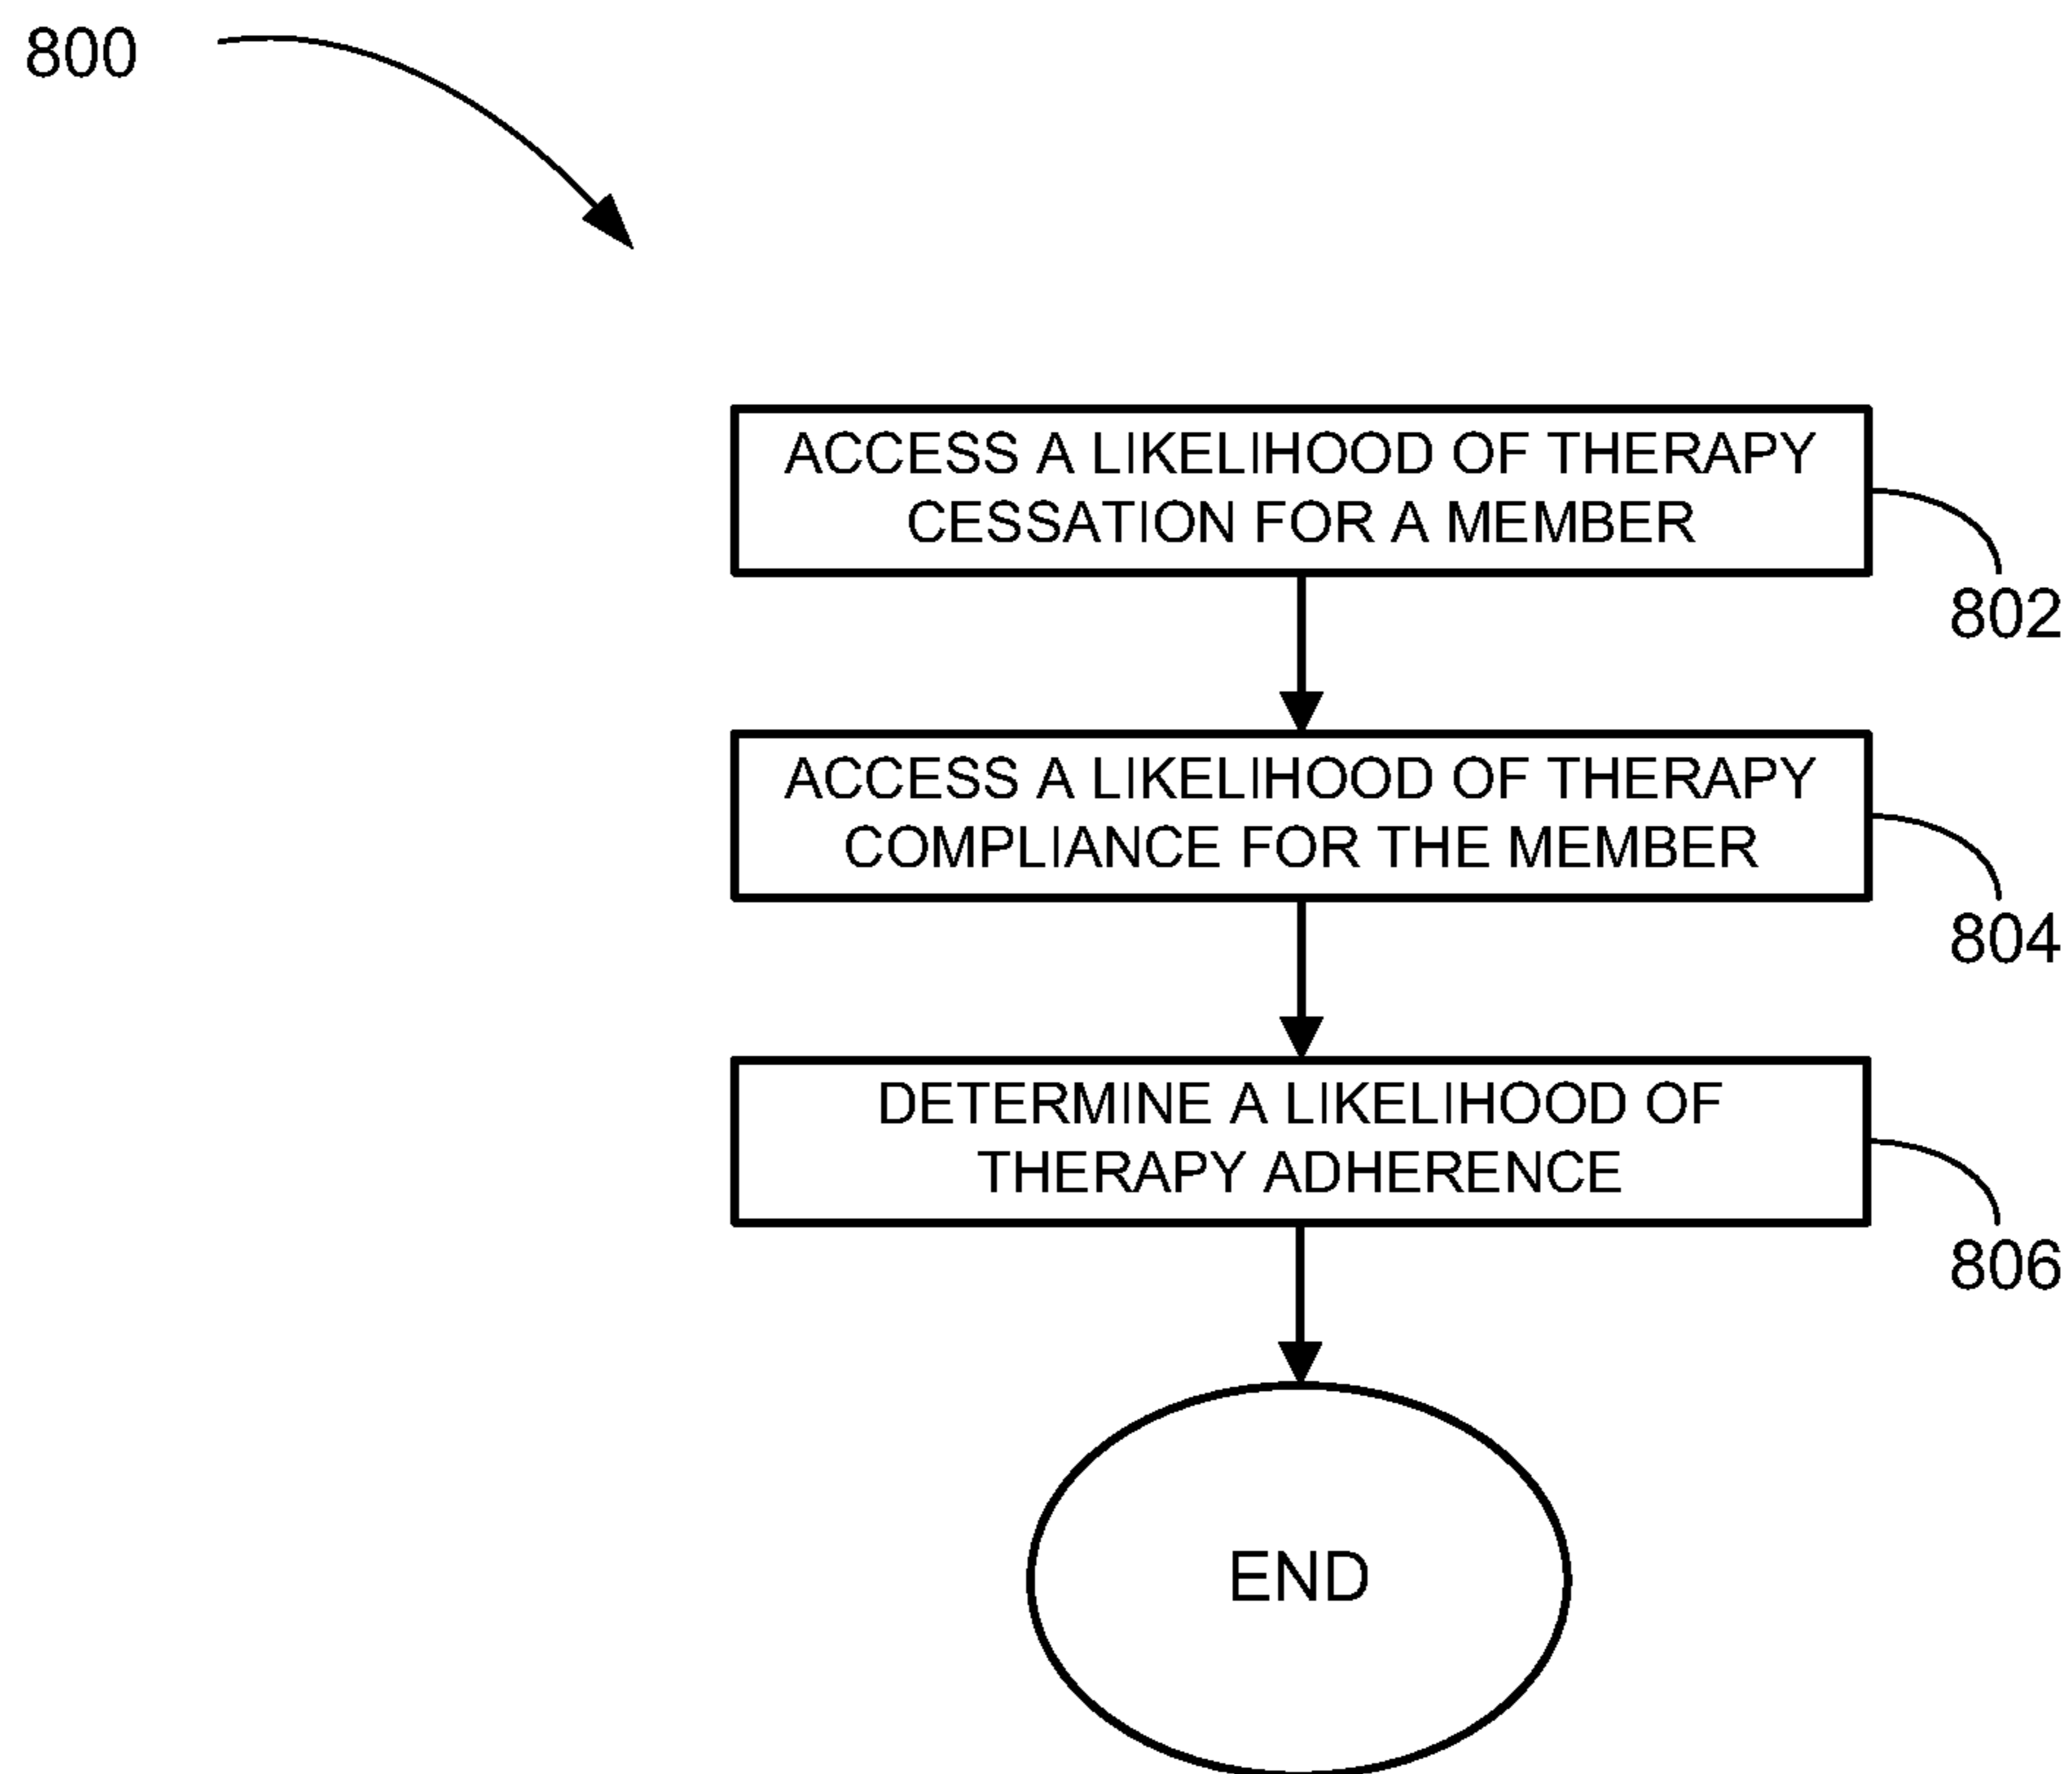 800
ACCESS A LIKELIHOOD OF THERAPY
CESSATION FOR A MEMBER
802
ACCESS A LIKELIHOOD OF THERAPY
COMPLIANCE FOR THE MEMBER
804
DETERMINE A LIKELIHOOD OF
THERAPY ADHERENCE
806
END